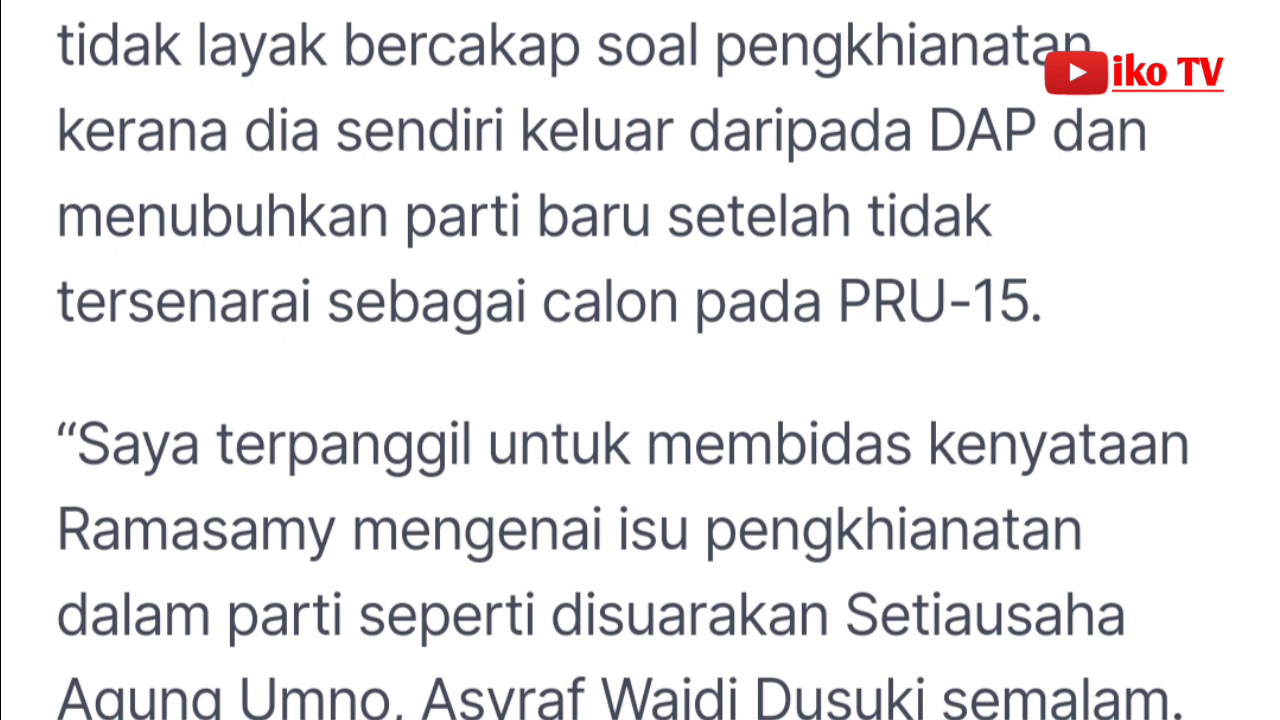 tidak layak bercakap soal pengkhianatan
iko TV
kerana dia sendiri keluar daripada DAP dan
menubuhkan parti baru setelah tidak
tersenarai sebagai calon pada PRU-15.
“Saya terpanggil untuk membidas kenyataan
Ramasamy mengenai isu pengkhianatan
dalam parti seperti disuarakan Setiausaha
Agung Umno, Asyraf Wajdi Dusuki semalam.